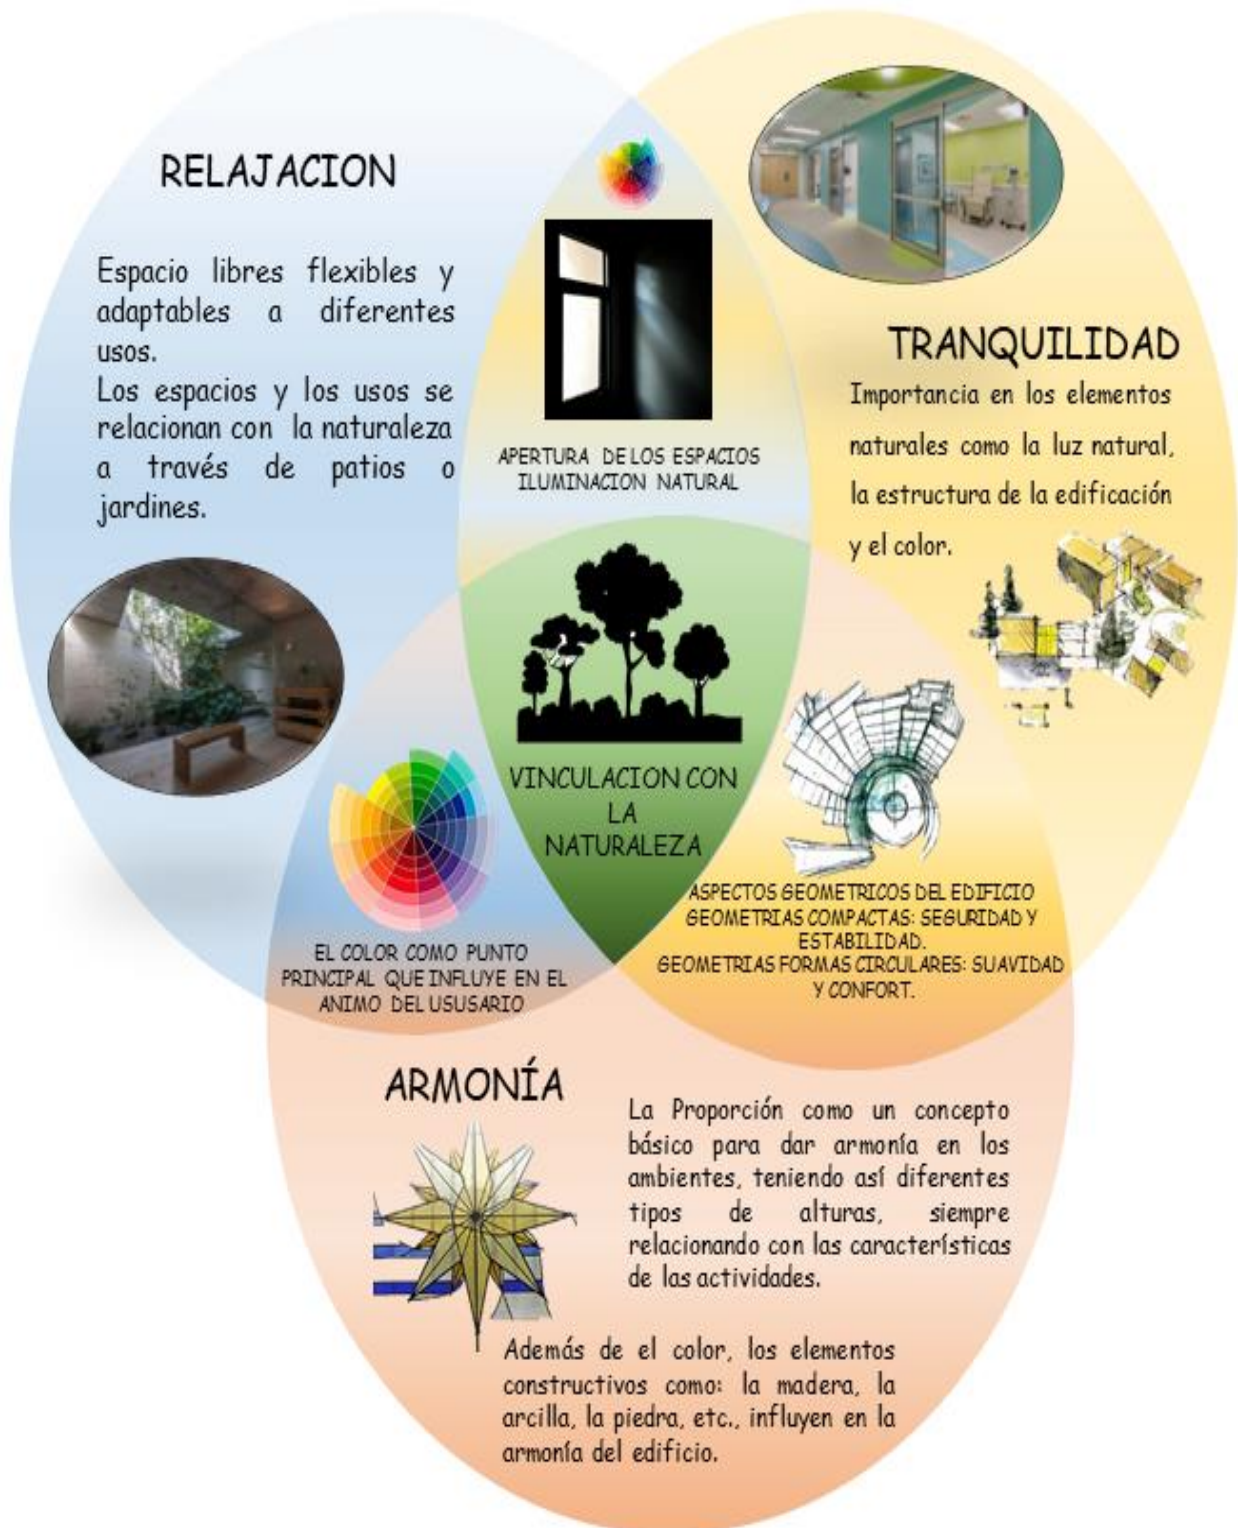 RELAJACION
Espacio libres flexibles y
adaptables a diferentes
usos.
Los espacios y los usos se
relacionan con la naturaleza
a través de patios o
jardines.
APERTURA DE LOS ESPACIOS
ILUMINACION NATURAL
TRANQUILIDAD
Importancia en los elementos
naturales como la luz natural,
la estructura de la edificación
y el color.
VINCULACION CON
LA
NATURALEZA
EL COLOR COMO PUNTO
PRINCIPAL QUE INFLUYE EN EL
ANIMO DEL USUSARIO
ASPECTOS GEOMETRICOS DEL EDIFICIO
GEOMETRIAS COMPACTAS: SEGURIDAD Y
ESTABILIDAD.
GEOMETRIAS FORMAS CIRCULARES: SUAVIDAD
Y CONFORT.
ARMONÍA
La Proporción como un concepto
básico para dar armonía en los
ambientes, teniendo así diferentes
tipos de alturas, siempre
relacionando con las características
de las actividades.
Además de el color, los elementos
constructivos como: la madera, la
arcilla, la piedra, etc., influyen en la
armonía del edificio.